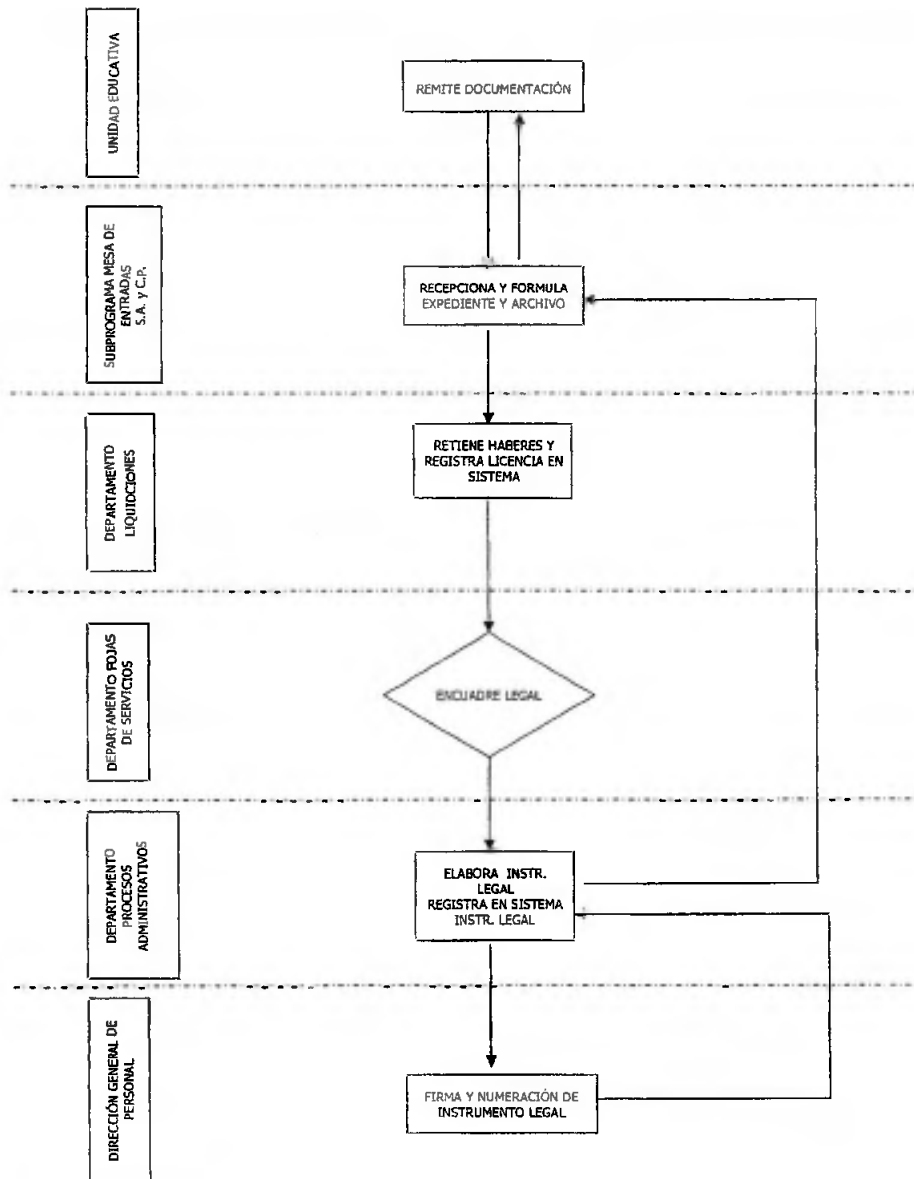 UNIDAD EDUCATIVA
REMITE DOCUMENTACIÓN
SUBPROGRAMA MESA DE
ENTRADAS
S.A. y C.P.
RECEPCIONA Y FORMULA
EXPEDIENTE Y ARCHIVO
DEPARTAMENTO
LIQUIDCIONES
RETIENE HABERES Y
REGISTRA LICENCIA EN
SISTEMA
DEPARTAMENTO FOJAS
DE SERVICIOS
ENCUADRE LEGAL
DEPARTAMENTO
PROCESOS
ADMINISTRATIVOS
ELABORA INSTR.
LEGAL
REGISTRA EN SISTEMA
INSTR. LEGAL
DIRECCIÓN GENERAL DE
PERSONAL
FIRMA Y NUMERACIÓN DE
INSTRUMENTO LEGAL